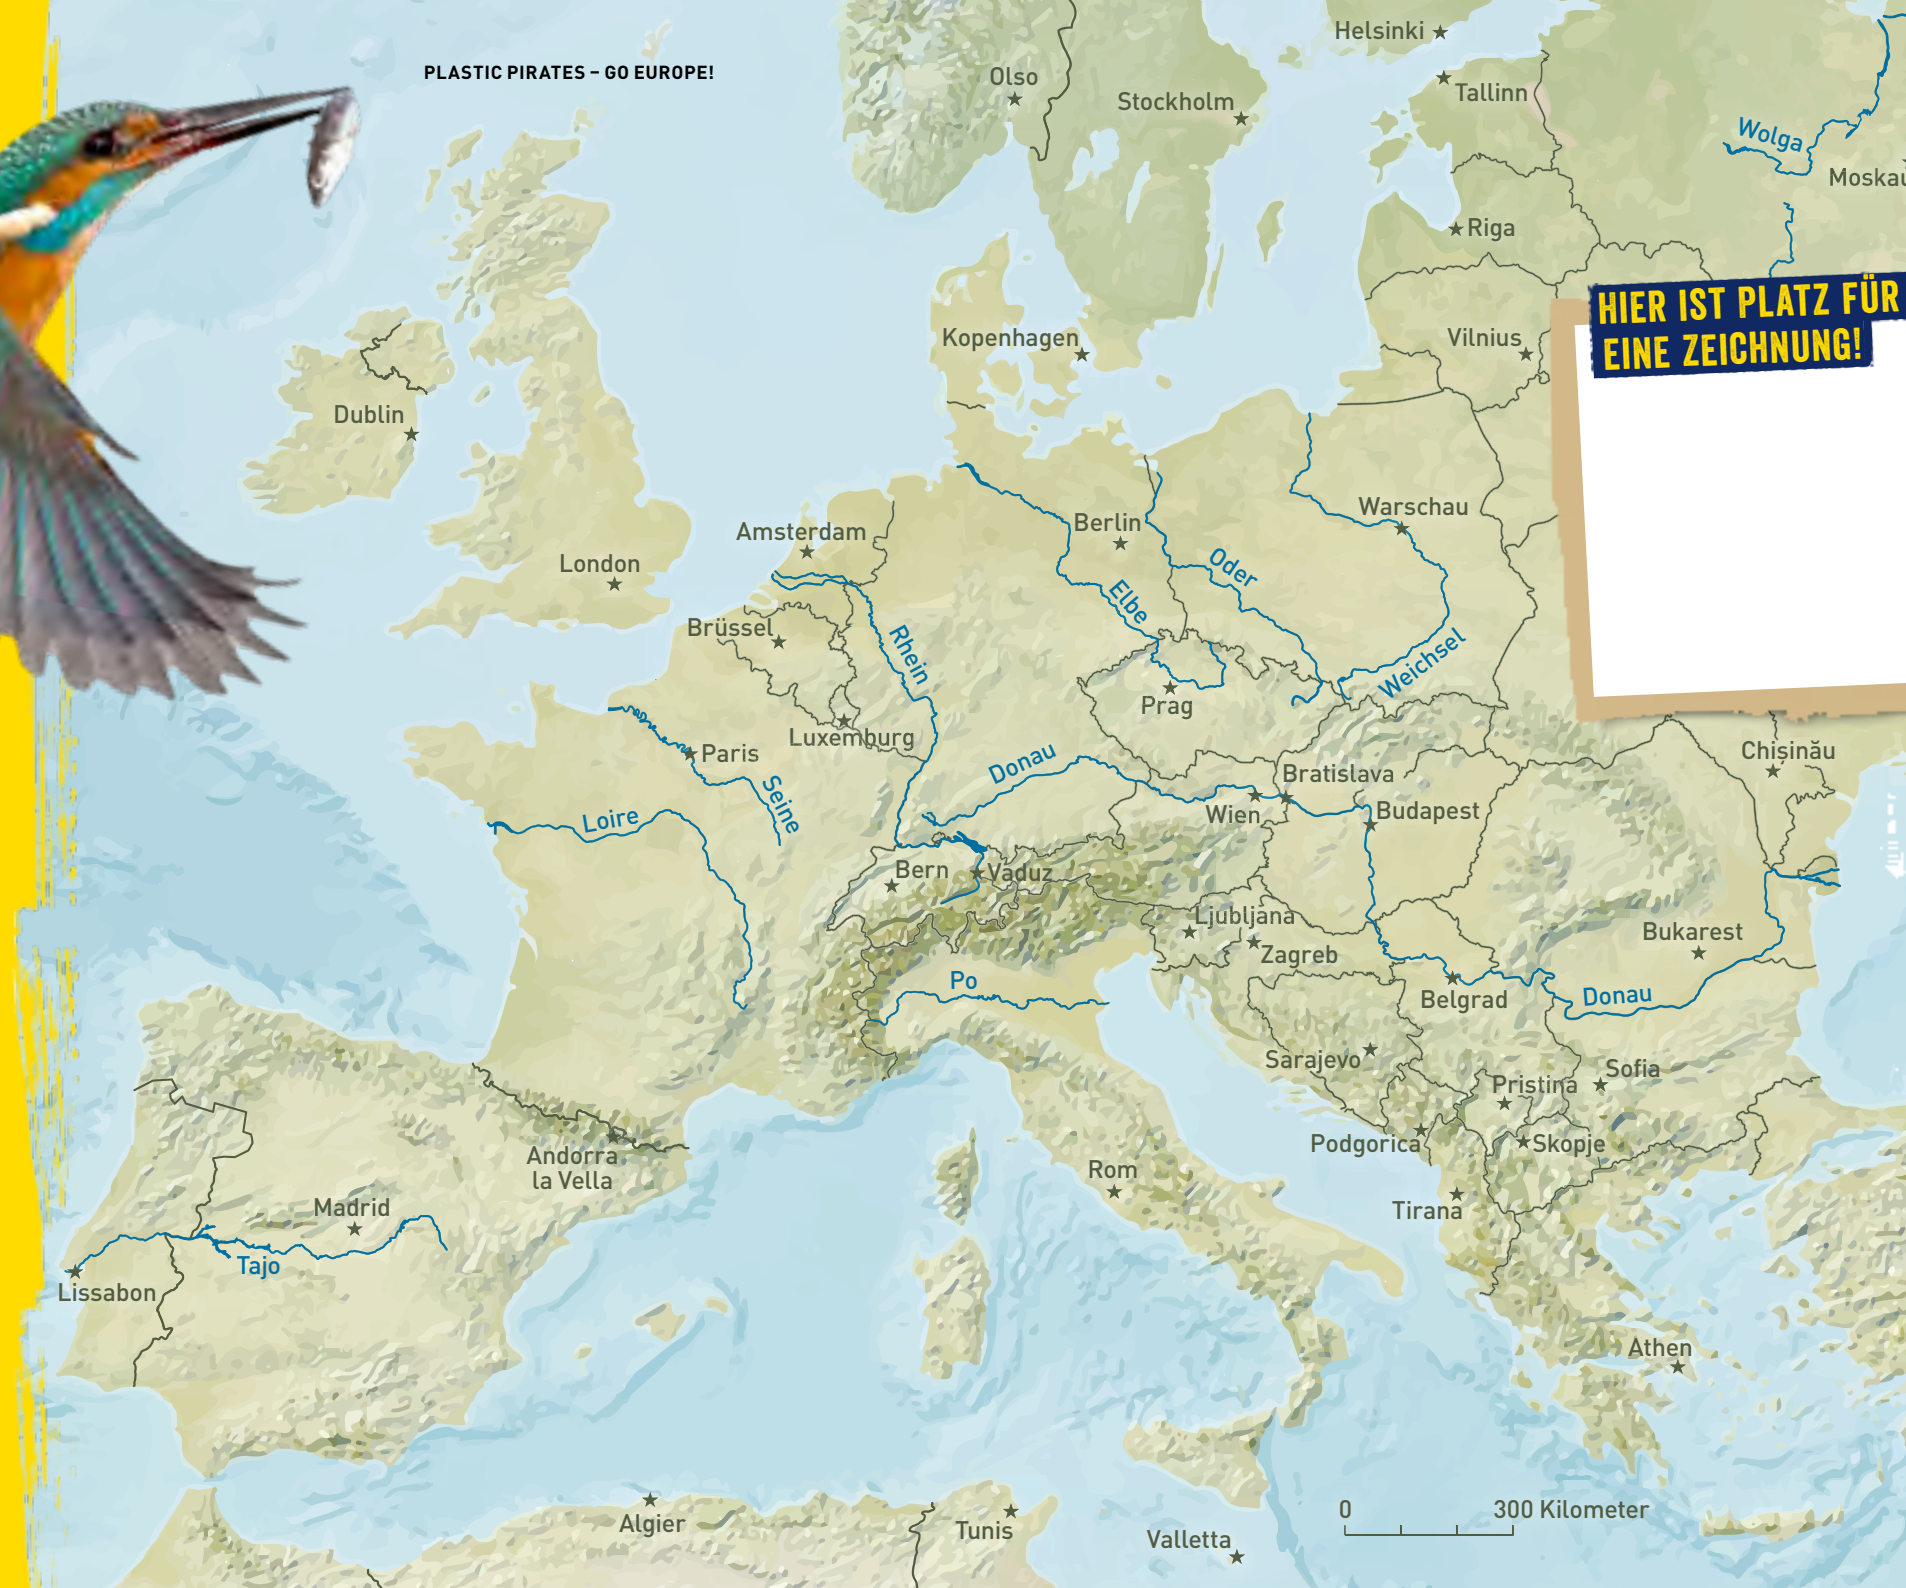 PLASTIC PIRATES – GO EUROPE!
Helsinki
Olso
Tallinn
Stockholm
Wolga
Moskau
Riga
HIER IST PLATZ FÜR
EINE ZEICHNUNG!
Kopenhagen
Vilnius
Dublin
Warschau
Berlin
Amsterdam
London
Oder
Elbe
Brüssel
Rhein
Weichsel
Prag
Luxemburg
Paris
Chișinău
Donau
Bratislava
Seine
Loire
Wien
Budapest
Bern
Vaduz
Ljubljana
Bukarest
Zagreb
Po
Belgrad
Donau
Sarajevo
Sofia
Pristina
Podgorica
Skopje
Andorra
la Vella
Rom
Madrid
Tirana
Tajo
Lissabon
Athen
0
300 Kilometer
Algier
Tunis
Valletta